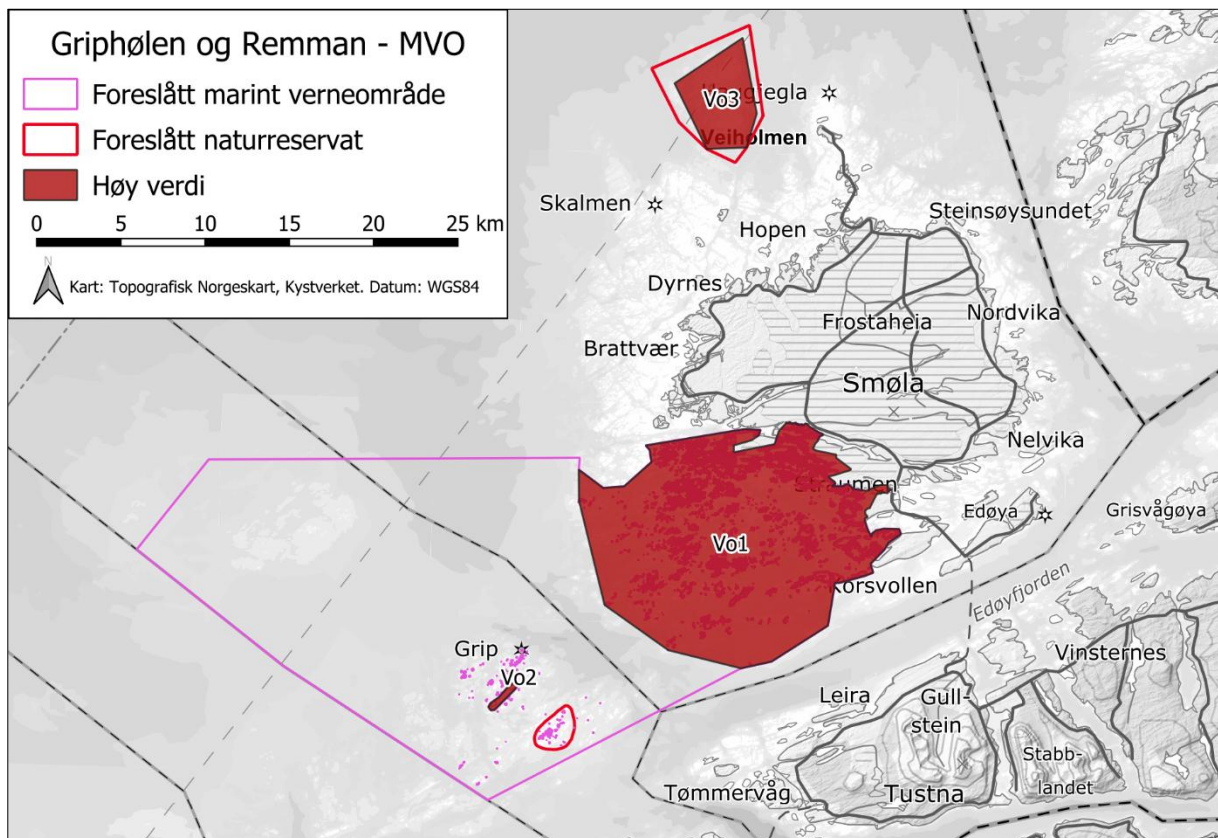 Griphølen og Remman - MVO
Foreslått marint verneområde
Foreslått naturreservat
Høy verdi
0 5 10 15 20 25 km
N
Kart: Topografisk Norgeskart, Kystverket. Datum: WGS84
Vo3
Veiholmen
Skalmen
Steinsøysundet
Hopen
Dyrnes
Nordvika
Frostaheia
Brattvær
Smøla
Nelvika
Straumen
Edøya
Grisvågøya
Vo1
Korsvollen
Edøyfjorden
Grip
Vo2
Vinsternes
Leira
Gull-
stein
Stabb-
landet
Tømmervåg
Tustna